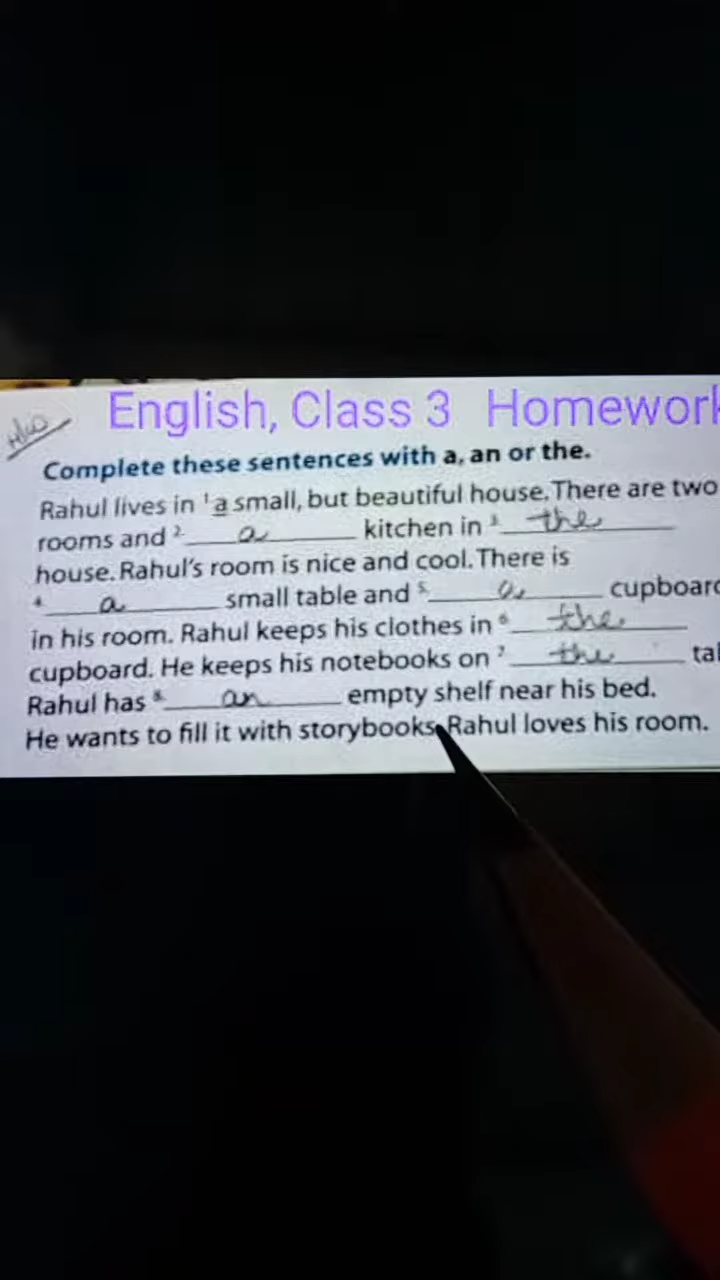 English, Class 3 Homework
Complete these sentences with a, an or the.
Rahul lives in 1 a small, but beautiful house. There are two
rooms and 2. a kitchen in 3. the
house. Rahul's room is nice and cool. There is
4. a small table and 5. a cupboard
in his room. Rahul keeps his clothes in 6. the
cupboard. He keeps his notebooks on 7. the
Rahul has 8. an empty shelf near his bed.
He wants to fill it with storybooks. Rahul loves his room.